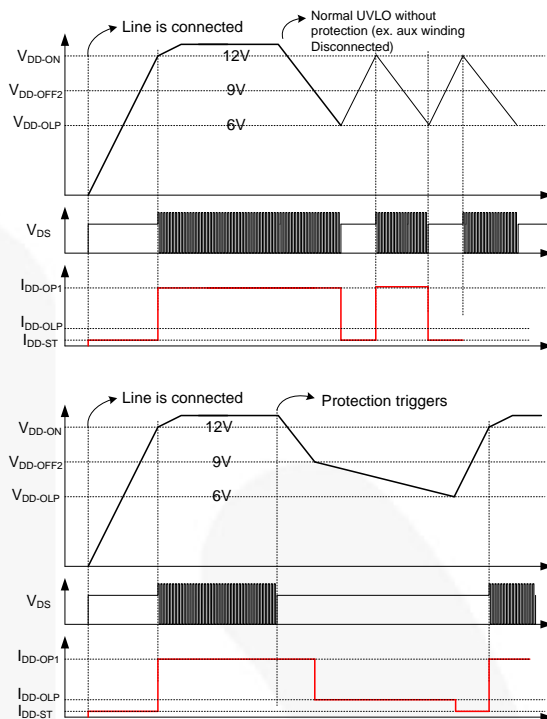 Line is connected
Normal UVLO without
protection (ex. aux winding
Disconnected)
VDD-ON
12V
VDD-OFF2
9V
VDD-OLP
6V
VDS
IDD-OP1
IDD-OLP
IDD-ST
Line is connected
Protection triggers
VDD-ON
12V
VDD-OFF2
9V
VDD-OLP
6V
VDS
IDD-OP1
IDD-OLP
IDD-ST